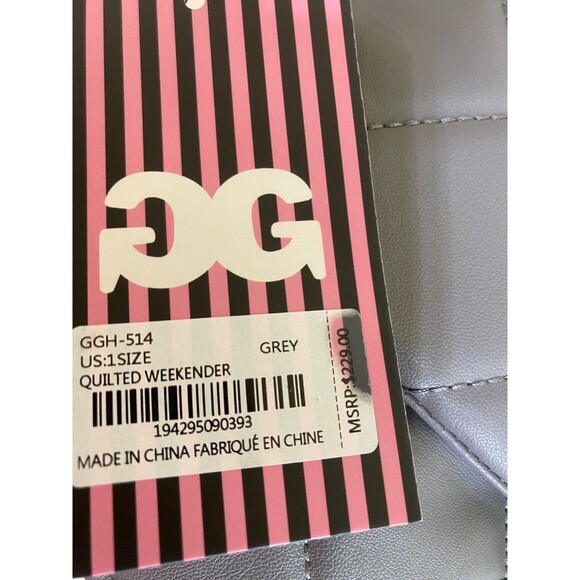 GG
GGH-514
US:1SIZE GREY
QUILTED WEEKENDER
194295090393
MADE IN CHINA FABRIQUÉ EN CHINE
MSRP:$229.00